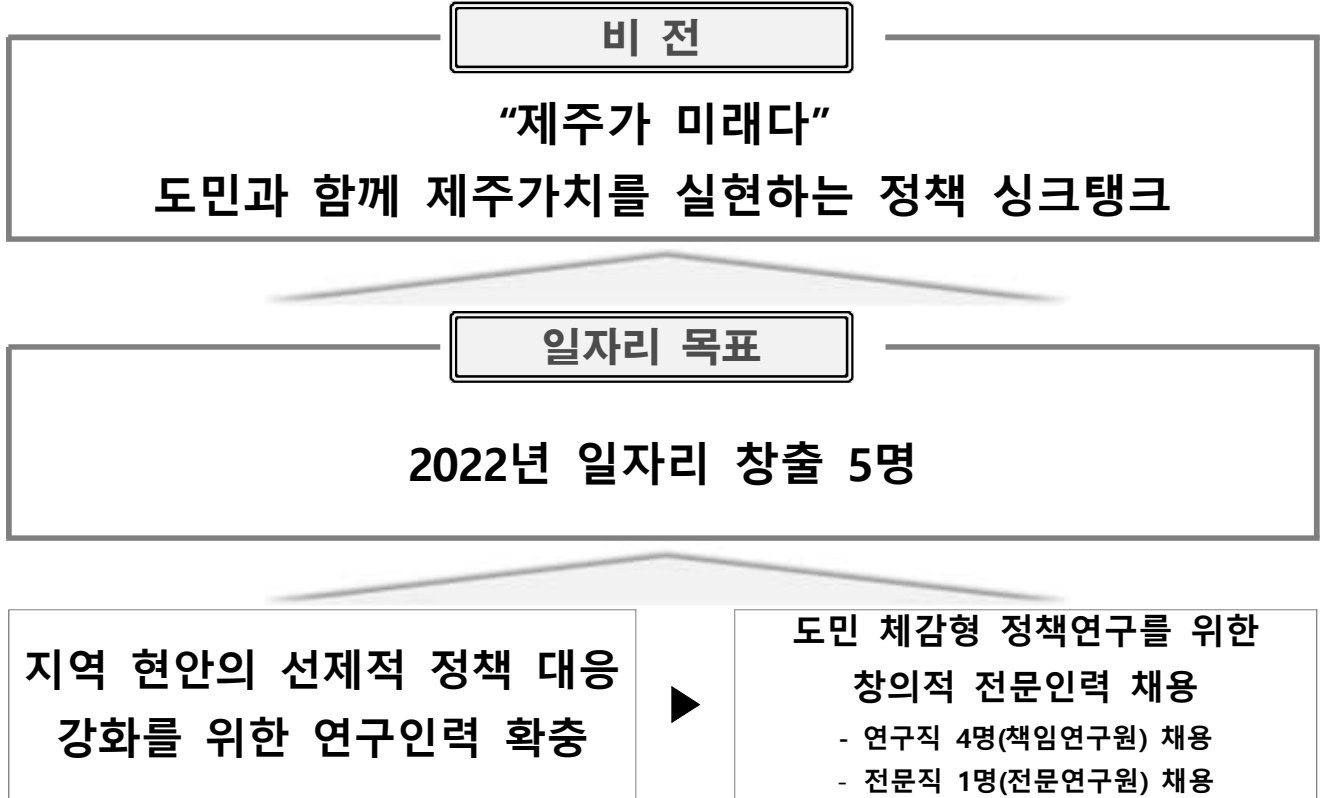 비 전
“제주가 미래다”
도민과 함께 제주가치를 실현하는 정책 싱크탱크
일자리 목표
2022년 일자리 창출 5명
지역 현안의 선제적 정책 대응
강화를 위한 연구인력 확충
▶
도민 체감형 정책연구를 위한
창의적 전문인력 채용
- 연구직 4명(책임연구원) 채용
- 전문직 1명(전문연구원) 채용